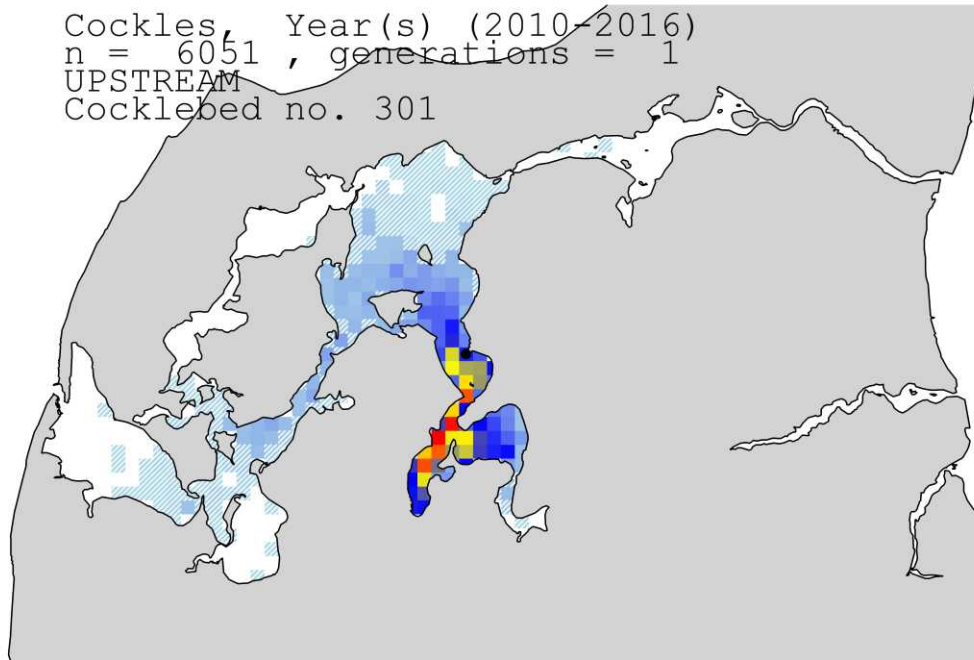 Cockles, Year(s) (2010-2016)
n = 6051 , generations = 1
UPSTREAM
Cocklebed no. 301